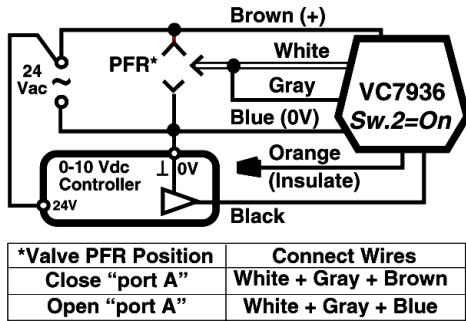 Brown (+)
24
Vac
~
PFR*
White
Gray
VC7936
Sw.2=On
Blue (0V)
0-10 Vdc
Controller
⊥ 0V
24V
Orange
(Insulate)
Black
*Valve PFR Position Connect Wires
Close “port A” White + Gray + Brown
Open “port A” White + Gray + Blue